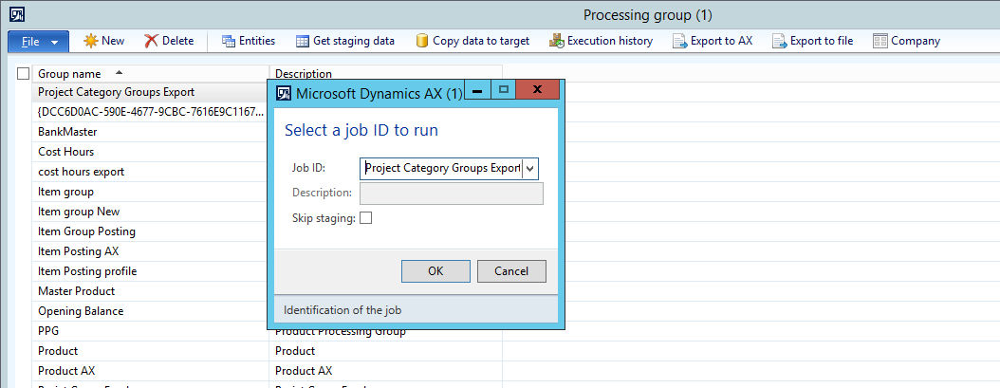 Processing group (1)
File New Delete Entities Get staging data Copy data to target Execution history Export to AX Export to file Company
Group name Description
Project Category Groups Export
{DCC6D0AC-590E-4677-9CBC-7616E9C1167...
BankMaster
Cost Hours
cost hours export
Item group
Item group New
Item Group Posting
Item Posting AX
Item Posting profile
Master Product
Opening Balance
PPG Product Processing Group
Product Product
Product AX Product AX
Microsoft Dynamics AX (1)
Select a job ID to run
Job ID: Project Category Groups Export
Description:
Skip staging:
OK Cancel
Identification of the job